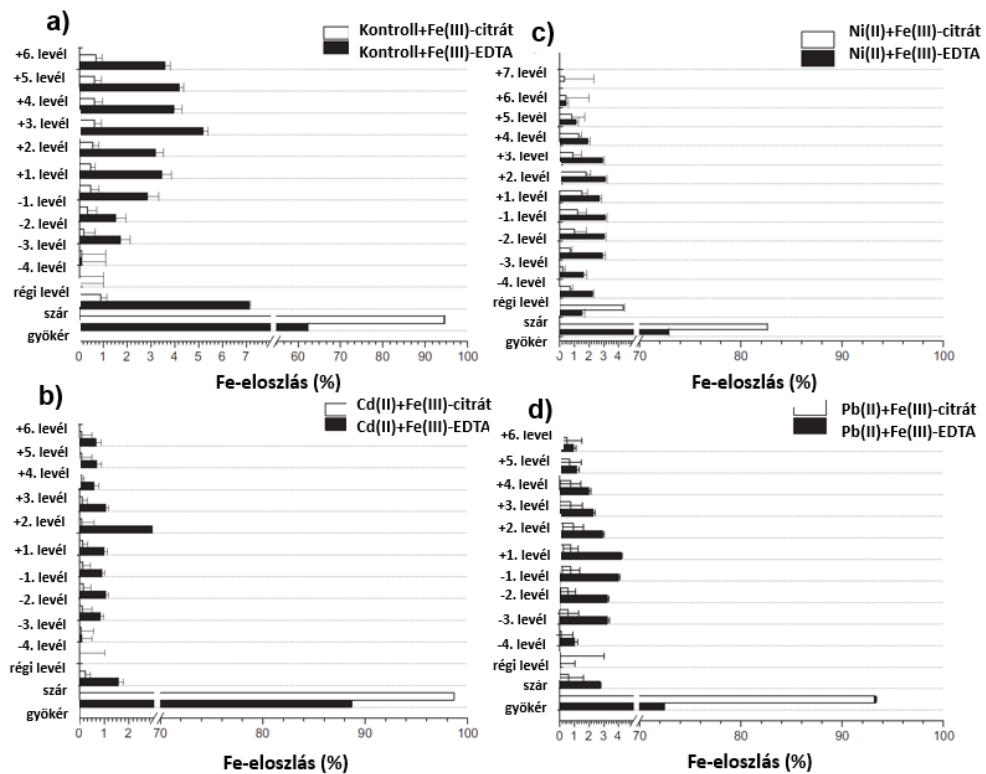 a)
Kontroll+Fe(III)-citrát
Kontroll+Fe(III)-EDTA
+6. levél
+5. levél
+4. levél
+3. levél
+2. levél
+1. levél
-1. levél
-2. levél
-3. levél
-4. levél
régi levél
szár
gyökér
0 1 2 3 4 5 6 7 60 70 80 90 100
Fe-eloszlás (%)
b)
Cd(II)+Fe(III)-citrát
Cd(II)+Fe(III)-EDTA
+6. levél
+5. levél
+4. levél
+3. levél
+2. levél
+1. levél
-1. levél
-2. levél
-3. levél
-4. levél
régi levél
szár
gyökér
0 1 2 80 90 100
Fe-eloszlás (%)
c)
Ni(II)+Fe(III)-citrát
Ni(II)+Fe(III)-EDTA
+7. levél
+6. levél
+5. levél
+4. levél
+3. levél
+2. levél
+1. levél
-1. levél
-2. levél
-3. levél
-4. levél
régi levél
szár
gyökér
0 1 2 3 4 70 80 90 100
Fe-eloszlás (%)
d)
Pb(II)+Fe(III)-citrát
Pb(II)+Fe(III)-EDTA
+6. levél
+5. levél
+4. levél
+3. levél
+2. levél
+1. levél
-1. levél
-2. levél
-3. levél
-4. levél
régi levél
szár
gyökér
0 1 2 3 4 70 80 90 100
Fe-eloszlás (%)